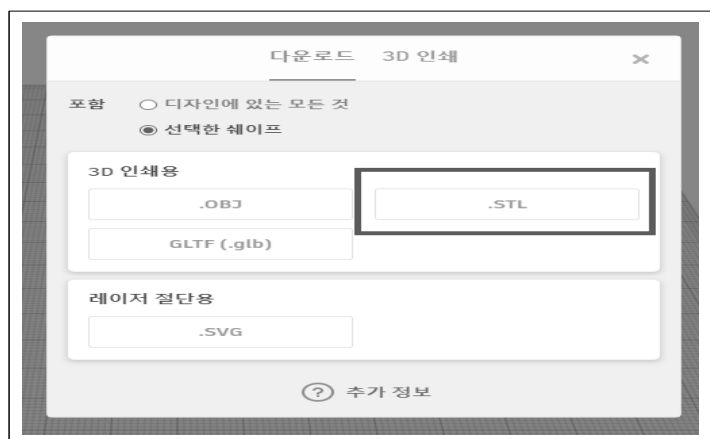 다운로드 3D 인쇄 ×
포함 디자인에 있는 모든 것
선택한 쉐이프
3D 인쇄용
.OBJ .STL
GLTF (.glb)
레이저 절단용
.SVG
? 추가 정보